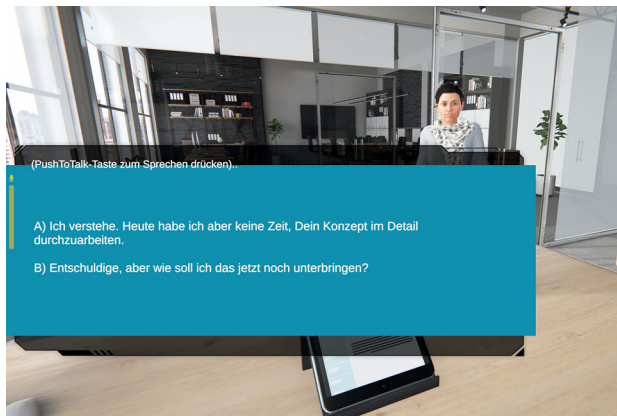 (PushToTalk-Taste zum Sprechen drücken)..
A) Ich verstehe. Heute habe ich aber keine Zeit, Dein Konzept im Detail
durchzuarbeiten.
B) Entschuldige, aber wie soll ich das jetzt noch unterbringen?